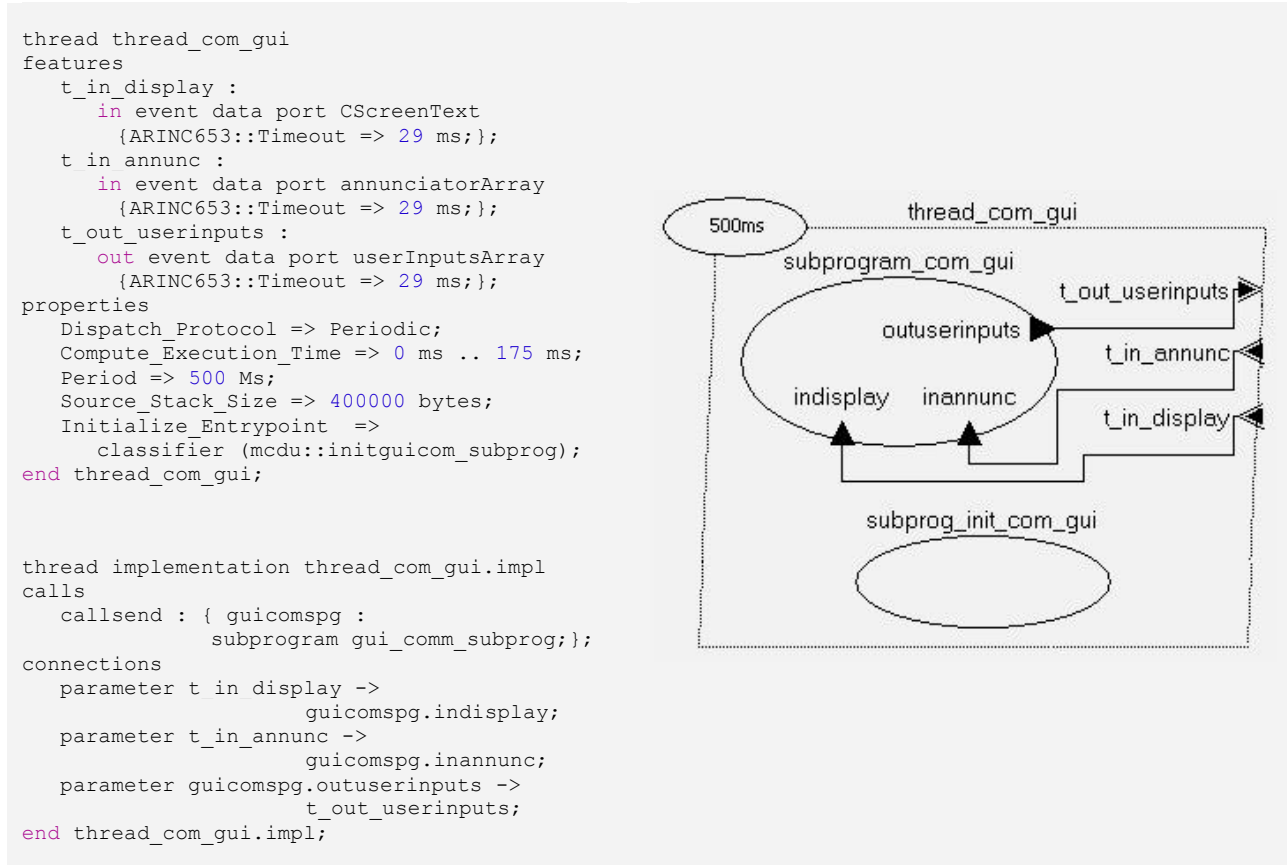 thread thread_com_gui
features
t_in_display :
in event data port CScreenText
{ARINC653::Timeout => 29 ms;};
t_in_annunc :
in event data port annunciatorArray
{ARINC653::Timeout => 29 ms;};
t_out_userinputs :
out event data port userInputsArray
{ARINC653::Timeout => 29 ms;};
properties
Dispatch_Protocol => Periodic;
Compute_Execution_Time => 0 ms .. 175 ms;
Period => 500 Ms;
Source_Stack_Size => 400000 bytes;
Initialize_Entrypoint =>
classifier (mcdu::initguicom_subprog);
end thread_com_gui;
thread implementation thread_com_gui.impl
calls
callsend : { guicomspg :
subprogram gui_comm_subprog;};
connections
parameter t_in_display ->
guicomspg.indisplay;
parameter t_in_annunc ->
guicomspg.inannunc;
parameter guicomspg.outuserinputs ->
t_out_userinputs;
end thread_com_gui.impl;
500ms
thread_com_gui
subprogram_com_gui
t_out_userinputs
outuserinputs
t_in_annunc
indisplay inannunc
t_in_display
subprog_init_com_gui